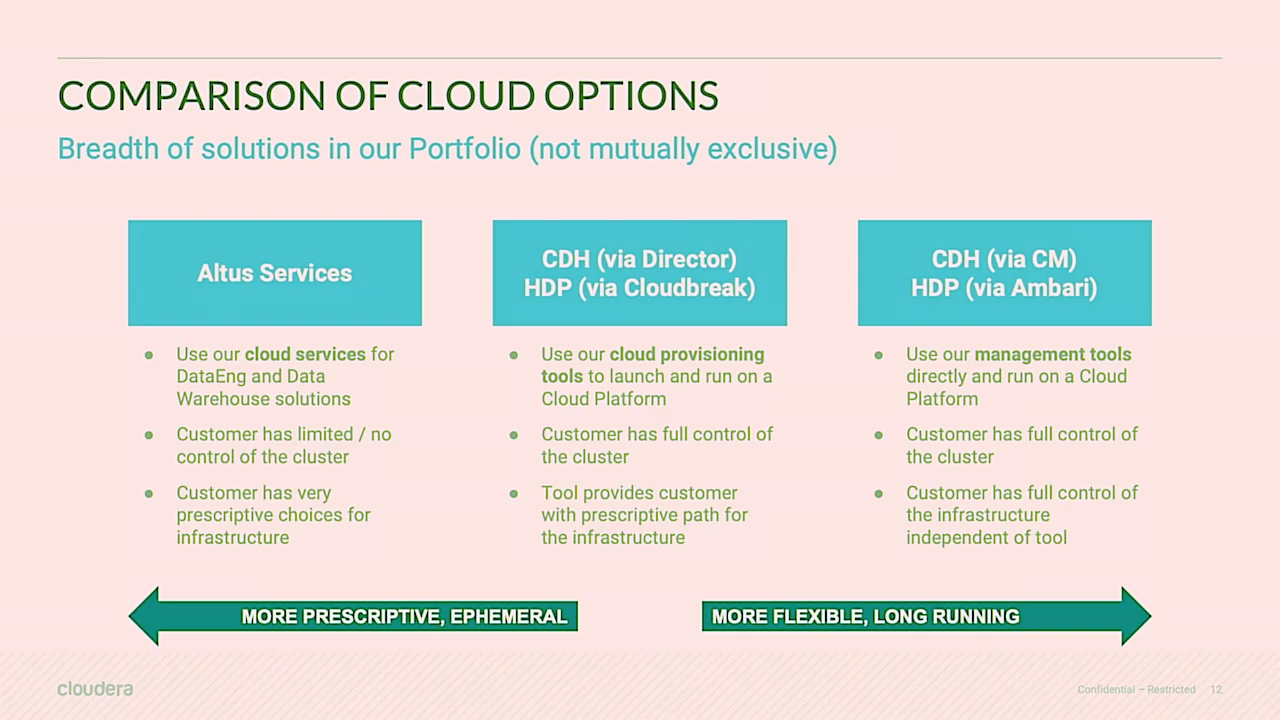 COMPARISON OF CLOUD OPTIONS
Breadth of solutions in our Portfolio (not mutually exclusive)
Altus Services
● Use our cloud services for
DataEng and Data
Warehouse solutions
● Customer has limited / no
control of the cluster
● Customer has very
prescriptive choices for
infrastructure
CDH (via Director)
HDP (via Cloudbreak)
● Use our cloud provisioning
tools to launch and run on a
Cloud Platform
● Customer has full control of
the cluster
● Tool provides customer
with prescriptive path for
the infrastructure
CDH (via CM)
HDP (via Ambari)
● Use our management tools
directly and run on a Cloud
Platform
● Customer has full control of
the cluster
● Customer has full control of
the infrastructure
independent of tool
MORE PRESCRIPTIVE, EPHEMERAL
MORE FLEXIBLE, LONG RUNNING
cloudera
Confidential – Restricted 12